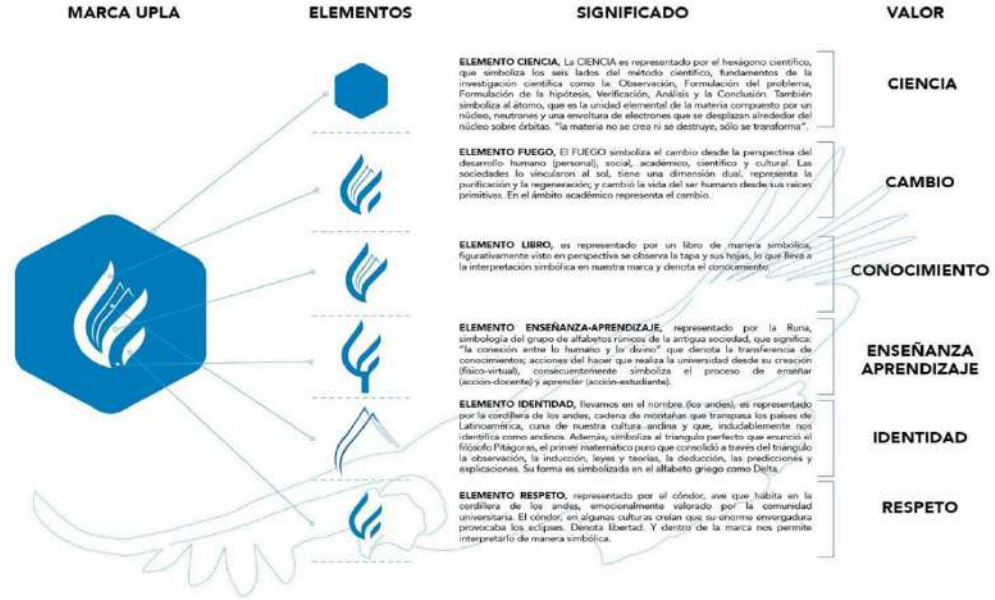 MARCA UPLA
ELEMENTOS
SIGNIFICADO
VALOR
ELEMENTO CIENCIA, La CIENCIA es representado por el hexágono científico,
que simboliza los seis lados del método científico, fundamentos de la
investigación científica como la: Observación, Formulación del problema,
Formulación de la hipótesis, Verificación, Análisis y la Conclusión. También
simboliza al átomo, que es la unidad elemental de la materia compuesto por un
núcleo, neutrones y una envoltura de electrones que se desplazan alrededor del
núcleo sobre órbitas. "la materia no se crea ni se destruye, sólo se transforma".
CIENCIA
ELEMENTO FUEGO, El FUEGO simboliza el cambio desde la perspectiva del
desarrollo humano (personal), social, académico, científico y cultural. Las
sociedades lo vincularon al sol, tiene una dimensión dual, representa la
purificación y la regeneración; y cambió la vida del ser humano desde sus raíces
primitivas. En el ámbito académico representa el cambio.
CAMBIO
ELEMENTO LIBRO, es representado por un libro de manera simbólica,
figurativamente visto en perspectiva se observa la tapa y sus hojas, lo que lleva a
la interpretación simbólica en nuestra marca y denota el conocimiento.
CONOCIMIENTO
ELEMENTO ENSEÑANZA-APRENDIZAJE, representado por la Runa,
simbología del grupo de alfabetos rúnicos de la antigua sociedad, que significa:
"la conexión entre lo humano y lo divino" que denota la transferencia de
conocimientos; acciones del hacer que realiza la universidad desde su creación
(físico-virtual), consecuentemente simboliza el proceso de enseñar
(acción-docente) y aprender (acción-estudiante).
ENSEÑANZA
APRENDIZAJE
ELEMENTO IDENTIDAD, llevamos en el nombre (los andes), es representado
por la cordillera de los andes, cadena de montañas que transpasa los países de
Latinoamérica, cuna de nuestra cultura andina y que, indudablemente nos
identifica como andinos. Además, simboliza al triangulo perfecto que enunció el
filósofo Pitágoras, el primer matemático puro que consolidó a través del triángulo
la observación, la inducción, leyes y teorías, la deducción, las predicciones y
explicaciones. Su forma es simbolizada en el alfabeto griego como Delta.
IDENTIDAD
ELEMENTO RESPETO, representado por el cóndor, ave que habita en la
cordillera de los andes, emocionalmente valorado por la comunidad
universitaria. El cóndor, en algunas culturas creían que su enorme envergadura
provocaba los eclipses. Denota libertad. Y dentro de la marca nos permite
interpretarlo de manera simbólica.
RESPETO